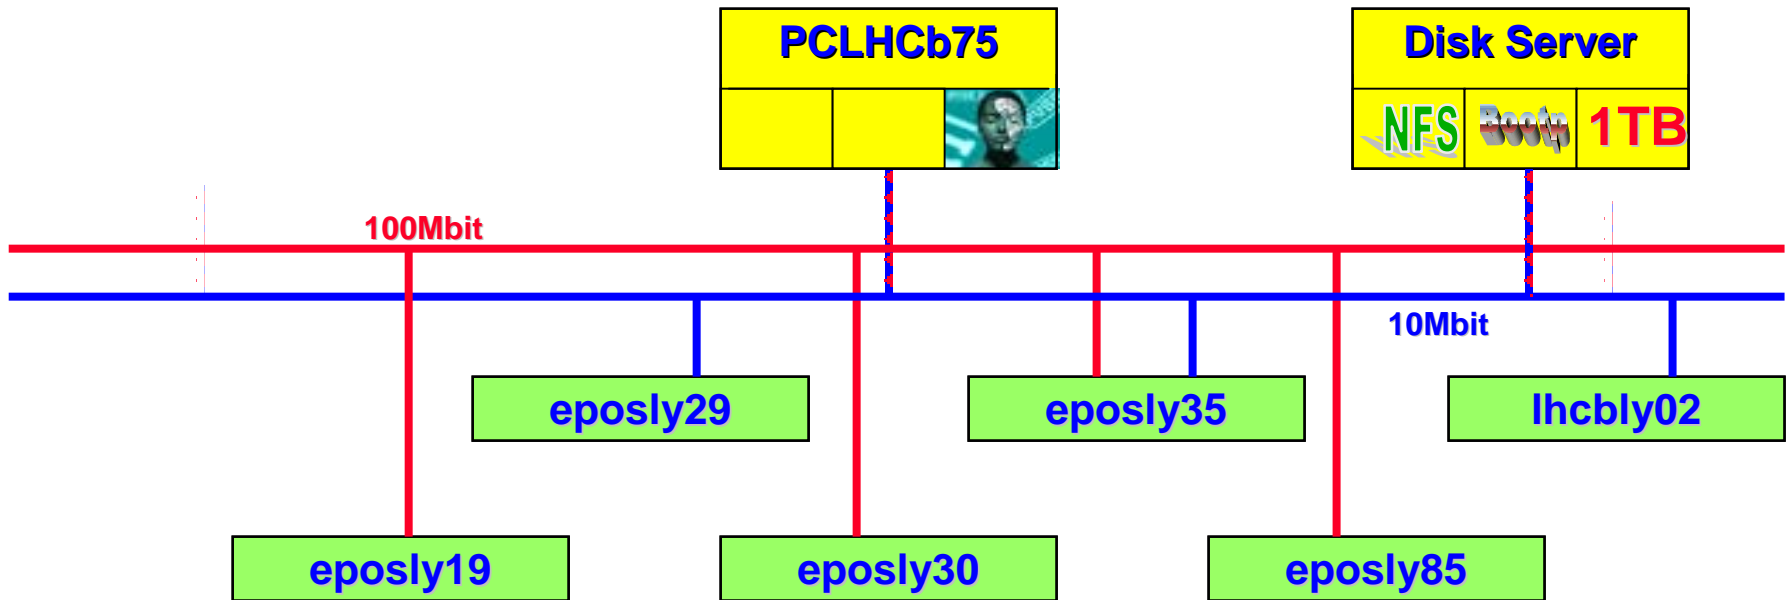 PCLHCb75
Disk Server
NFS Bootp 1TB
100Mbit
10Mbit
eposly29
eposly35
lhcbly02
eposly19
eposly30
eposly85